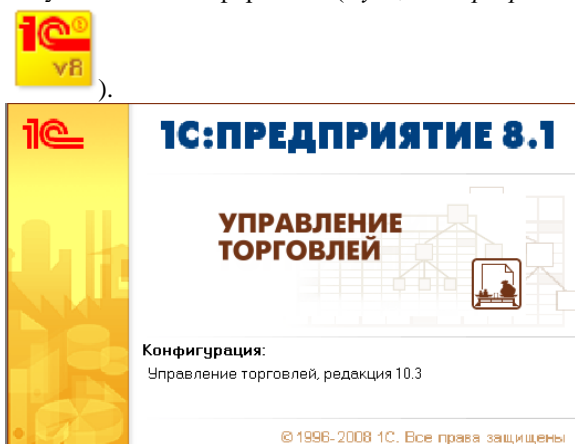 1С
v8
).
1С
1С:ПРЕДПРИЯТИЕ 8.1
УПРАВЛЕНИЕ
ТОРГОВЛЕЙ
Конфигурация:
Управление торговлей, редакция 10.3
© 1996-2008 1С. Все права защищены